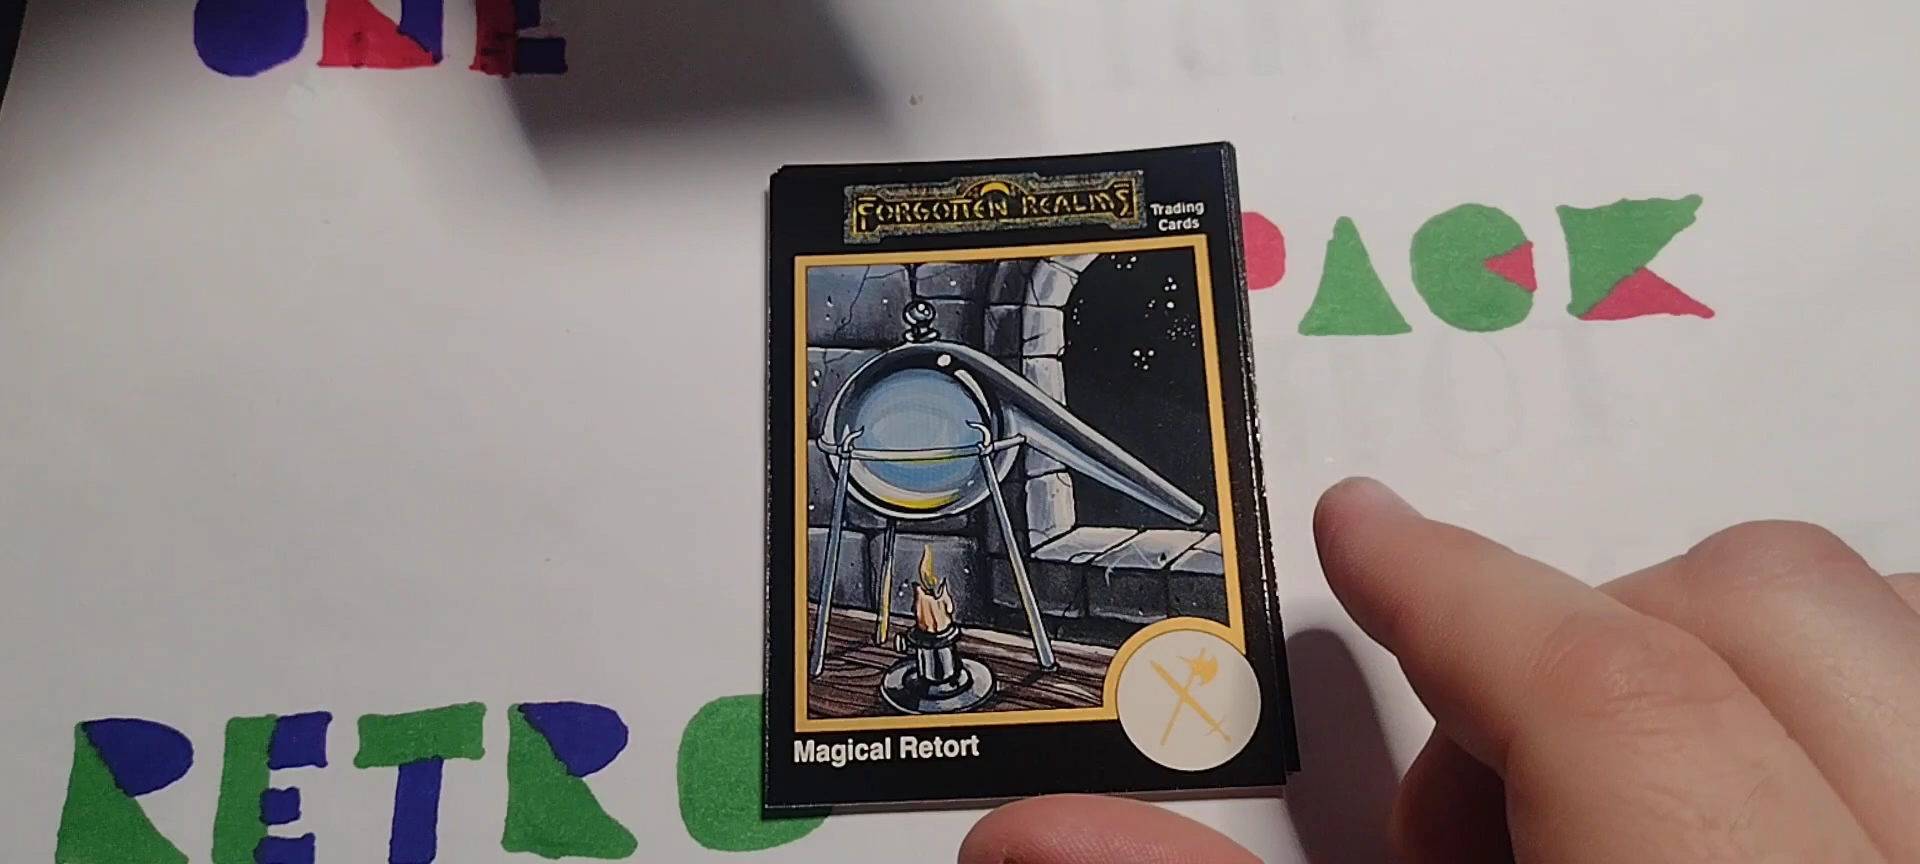 ONE
FORGOTTEN REALMS
Trading
Cards
PACK
Magical Retort
RETRO